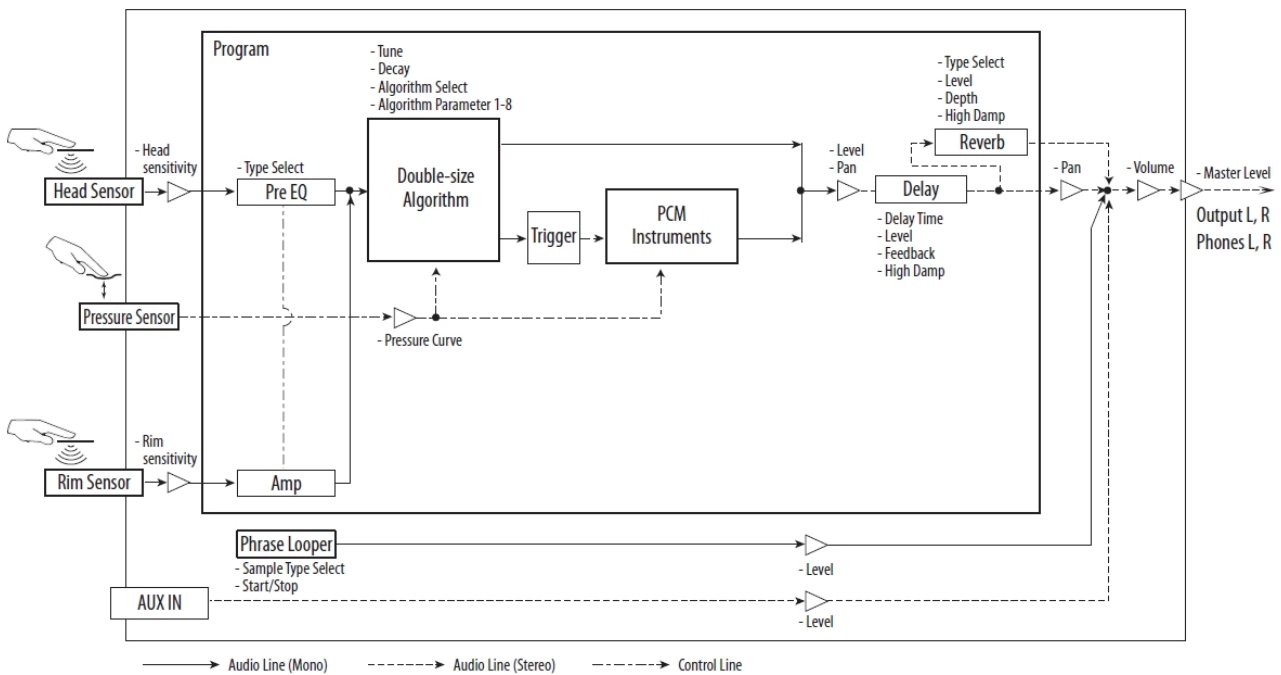 Program
- Tune
- Decay
- Algorithm Select
- Algorithm Parameter 1-8
- Type Select
- Level
- Depth
- High Damp
Reverb
- Head
sensitivity
- Type Select
Head Sensor
Pre EQ
Double-size
Algorithm
Trigger
PCM
Instruments
- Level
- Pan
Delay
- Delay Time
- Level
- Feedback
- High Damp
- Pan
- Volume
- Master Level
Output L, R
Phones L, R
Pressure Sensor
- Pressure Curve
- Rim
sensitivity
Rim Sensor
Amp
Phrase Looper
- Sample Type Select
- Start/Stop
- Level
AUX IN
- Level
Audio Line (Mono)
Audio Line (Stereo)
Control Line